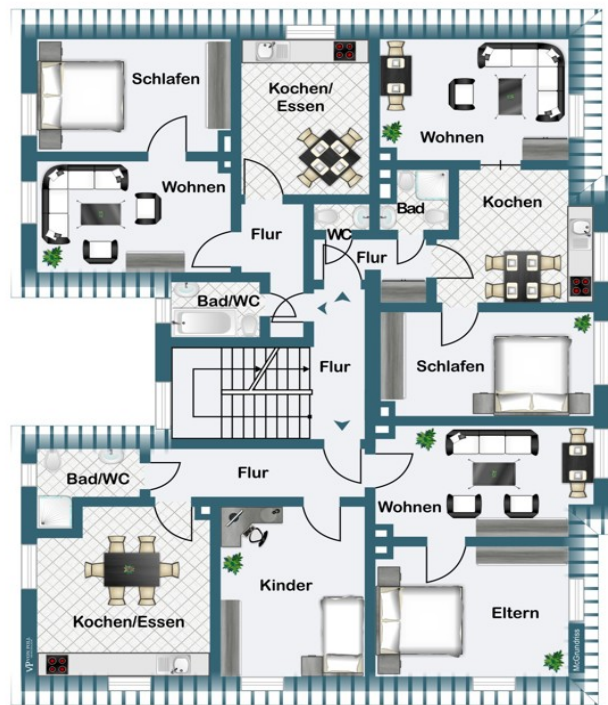 Schlafen
Kochen/
Essen
Wohnen
Wohnen
Bad
Kochen
Flur
WC
Flur
Bad/WC
Flur
Schlafen
Bad/WC
Flur
Wohnen
Kinder
Eltern
Kochen/Essen
McGrundriss